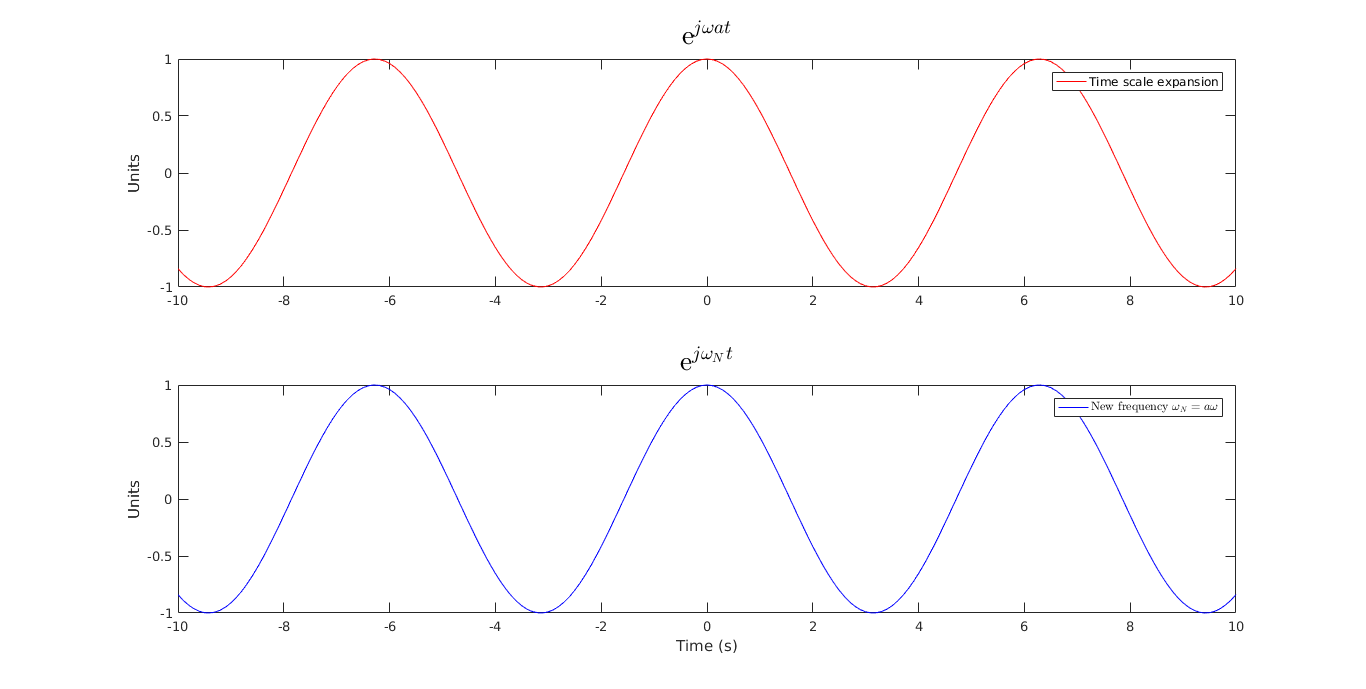 e^{jωat}
Time scale expansion
Units
1
0.5
0
-0.5
-1
-10 -8 -6 -4 -2 0 2 4 6 8 10
e^{jω_N t}
New frequency ω_N = aω
Units
1
0.5
0
-0.5
-1
-10 -8 -6 -4 -2 0 2 4 6 8 10
Time (s)